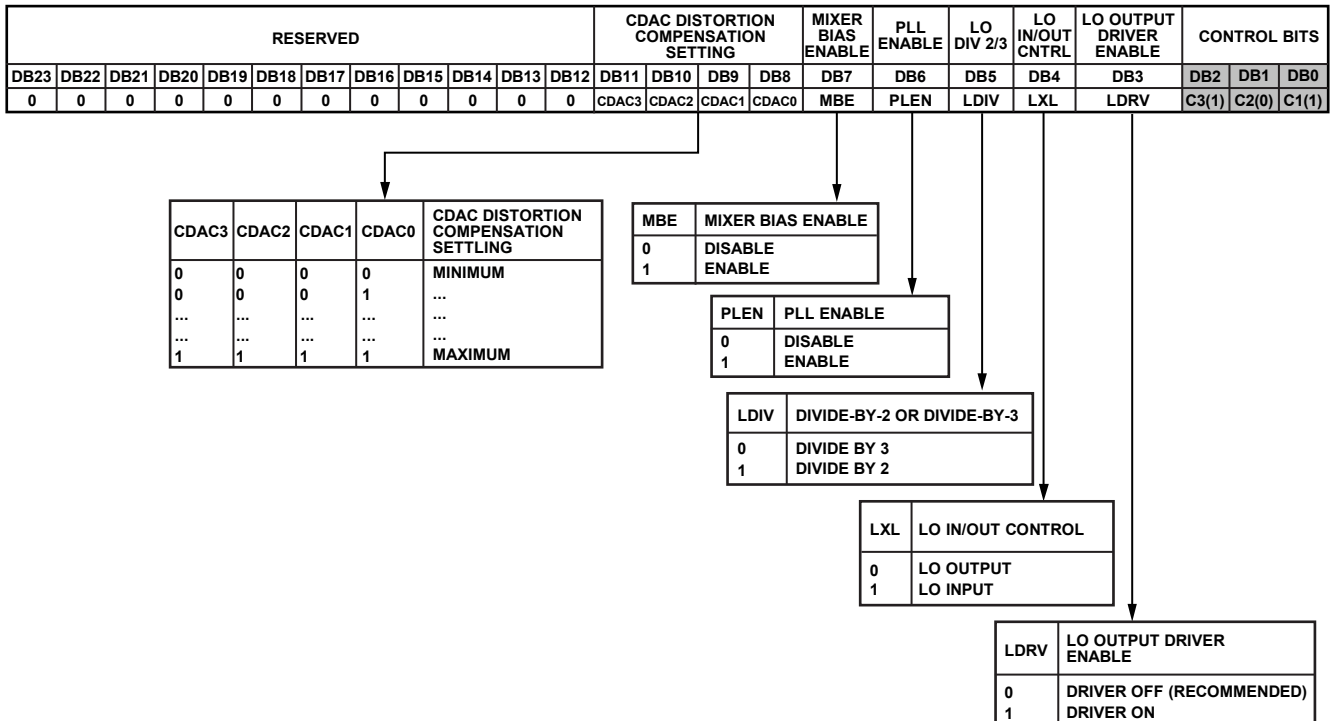 RESERVED
CDAC DISTORTION COMPENSATION SETTING
MIXER BIAS ENABLE
PLL ENABLE
LO DIV 2/3
LO IN/OUT CNTRL
LO OUTPUT DRIVER ENABLE
CONTROL BITS
DB23 DB22 DB21 DB20 DB19 DB18 DB17 DB16 DB15 DB14 DB13 DB12 DB11 DB10 DB9 DB8 DB7 DB6 DB5 DB4 DB3 DB2 DB1 DB0
0 0 0 0 0 0 0 0 0 0 0 0 CDAC3 CDAC2 CDAC1 CDAC0 MBE PLEN LDIV LXL LDRV C3(1) C2(0) C1(1)
CDAC3 CDAC2 CDAC1 CDAC0 CDAC DISTORTION COMPENSATION SETTLING
0 0 0 0 MINIMUM
0 0 0 1 ...
... ... ... ... ...
... ... ... ... ...
1 1 1 1 MAXIMUM
MBE MIXER BIAS ENABLE
0 DISABLE
1 ENABLE
PLEN PLL ENABLE
0 DISABLE
1 ENABLE
LDIV DIVIDE-BY-2 OR DIVIDE-BY-3
0 DIVIDE BY 3
1 DIVIDE BY 2
LXL LO IN/OUT CONTROL
0 LO OUTPUT
1 LO INPUT
LDRV LO OUTPUT DRIVER ENABLE
0 DRIVER OFF (RECOMMENDED)
1 DRIVER ON